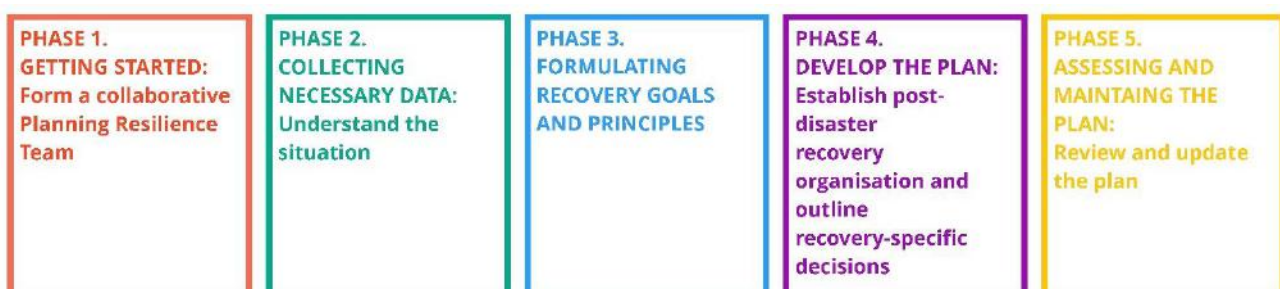 PHASE 1.
GETTING STARTED:
Form a collaborative
Planning Resilience
Team
PHASE 2.
COLLECTING
NECESSARY DATA:
Understand the
situation
PHASE 3.
FORMULATING
RECOVERY GOALS
AND PRINCIPLES
PHASE 4.
DEVELOP THE PLAN:
Establish post-
disaster
recovery
organisation and
outline
recovery-specific
decisions
PHASE 5.
ASSESSING AND
MAINTAING THE
PLAN:
Review and update
the plan